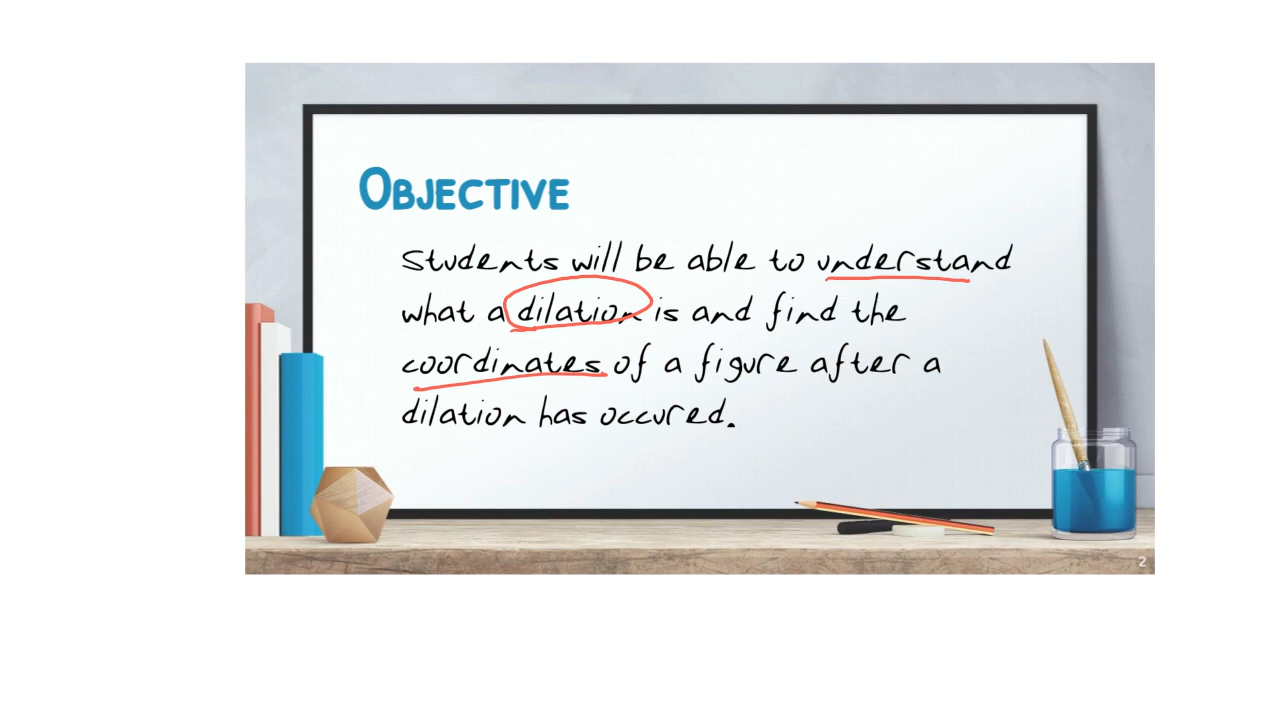 OBJECTIVE
Students will be able to understand
what a dilation is and find the
coordinates of a figure after a
dilation has occured.
2